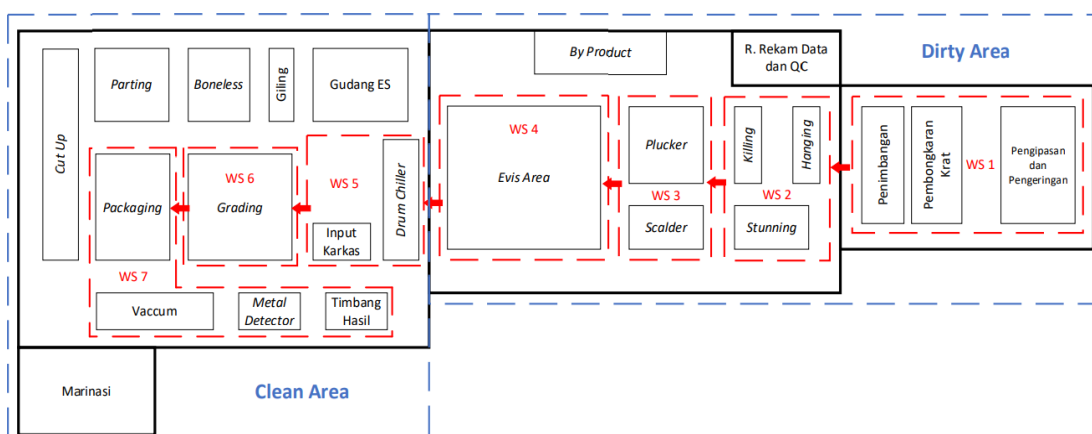 Dirty Area
By Product
R. Rekam Data
dan QC
Cut Up
Parting
Boneless
Giling
Gudang ES
WS 4
Evis Area
Plucker
WS 3
Scalder
Killing
Hanging
WS 2
Stunning
Penimbangan
Pembongkaran
Krat
WS 1
Pengipasan
dan
Pengeringan
Packaging
WS 6
Grading
WS 5
Input
Karkas
Drum Chiller
WS 7
Vaccum
Metal
Detector
Timbang
Hasil
Marinasi
Clean Area